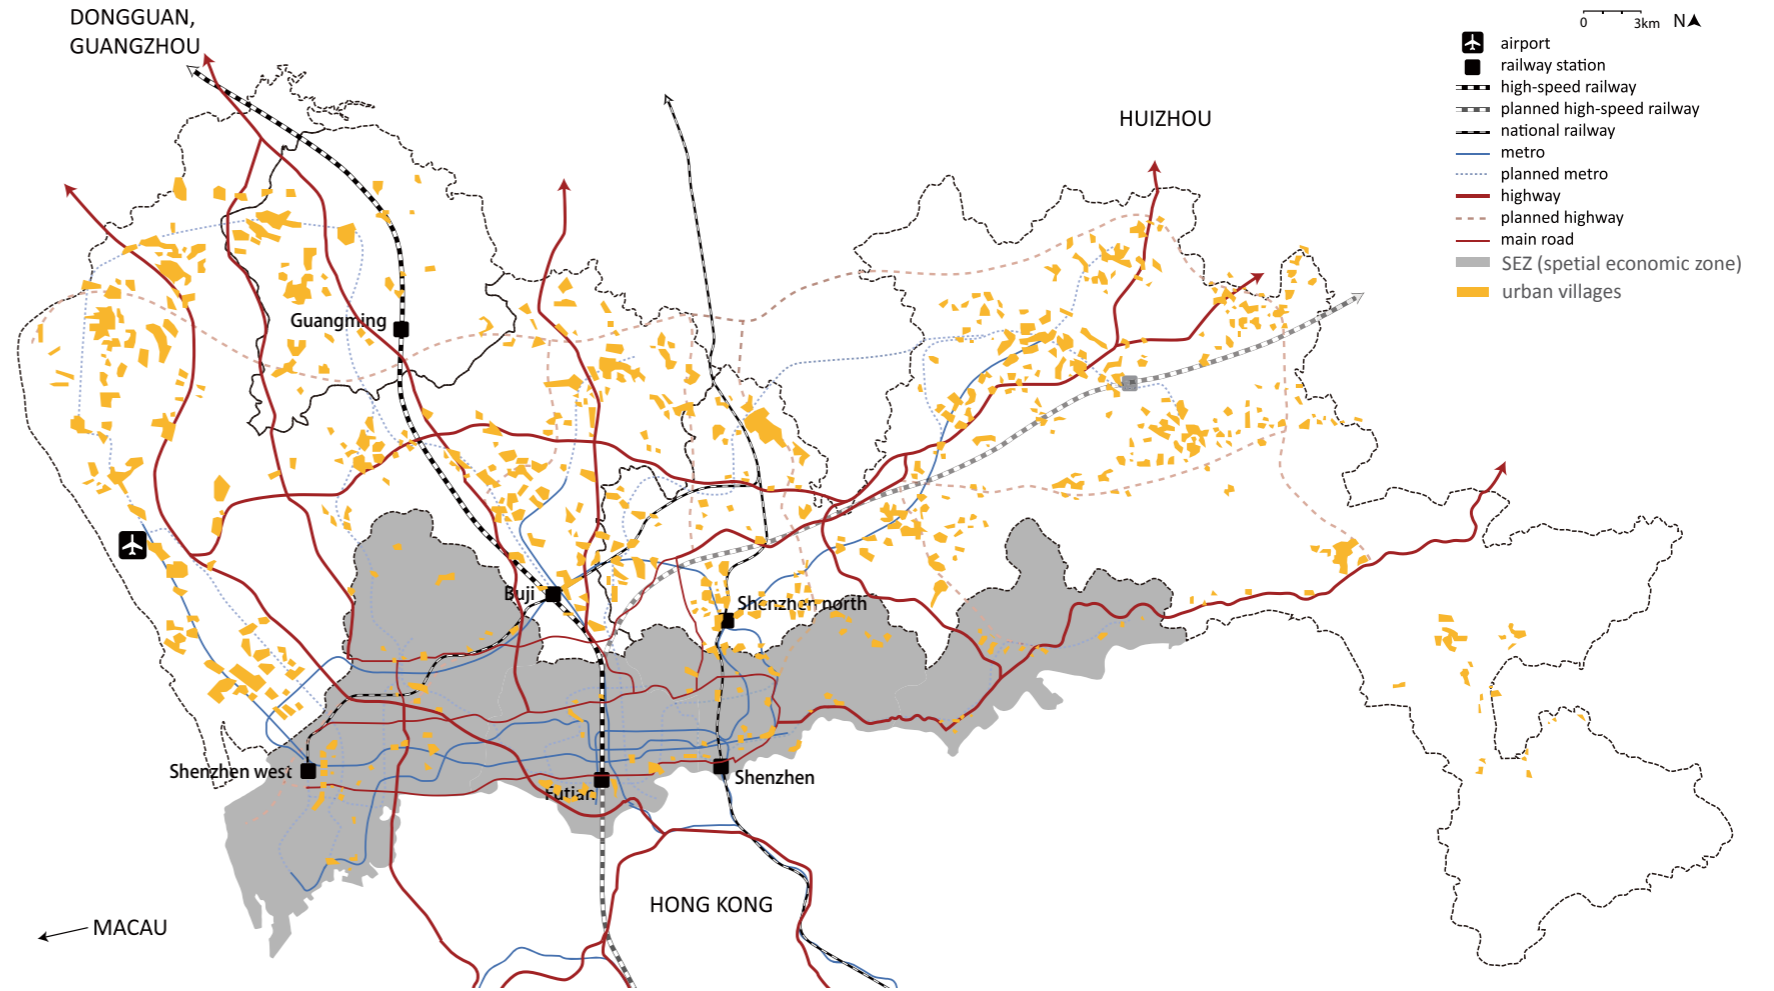 DONGGUAN,
GUANGZHOU
0 3km N
airport
railway station
high-speed railway
planned high-speed railway
national railway
metro
planned metro
highway
planned highway
main road
SEZ (spetial economic zone)
urban villages
HUIZHOU
Guangming
Buji
Shenzhen north
Shenzhen west
Shenzhen
Futian
HONG KONG
MACAU